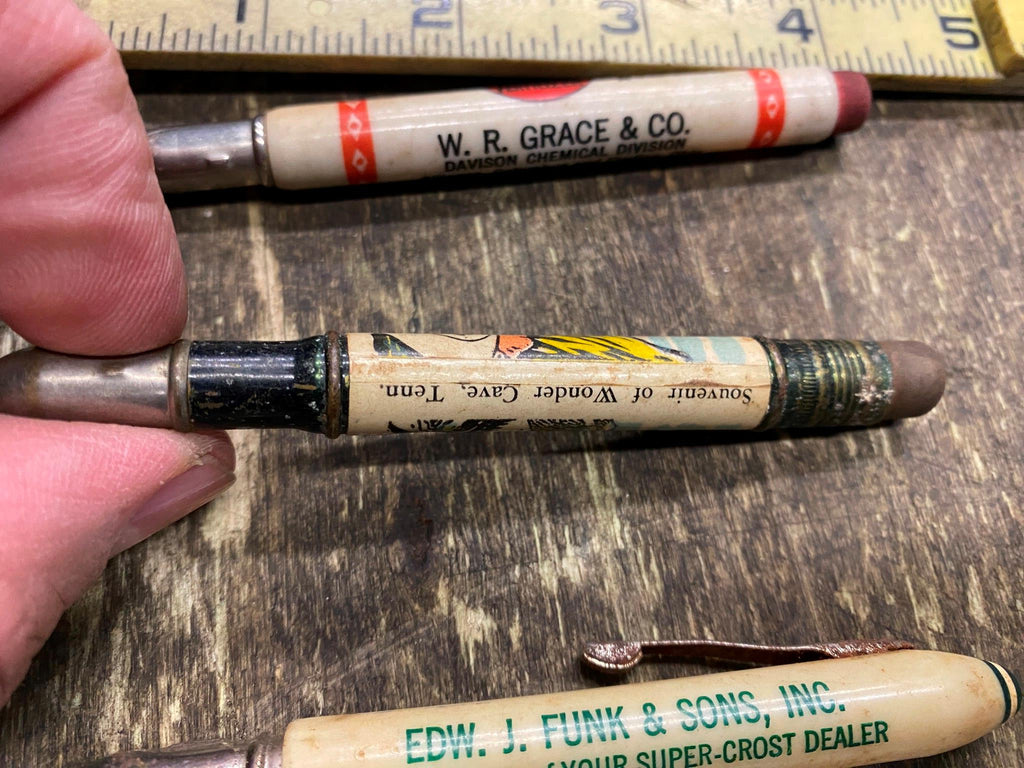 1 2 3 4 5
W. R. GRACE & CO.
DAVISON CHEMICAL DIVISION
Souvenir of Wonder Cave, Tenn.
EDW. J. FUNK & SONS, INC.
YOUR SUPER-CROST DEALER